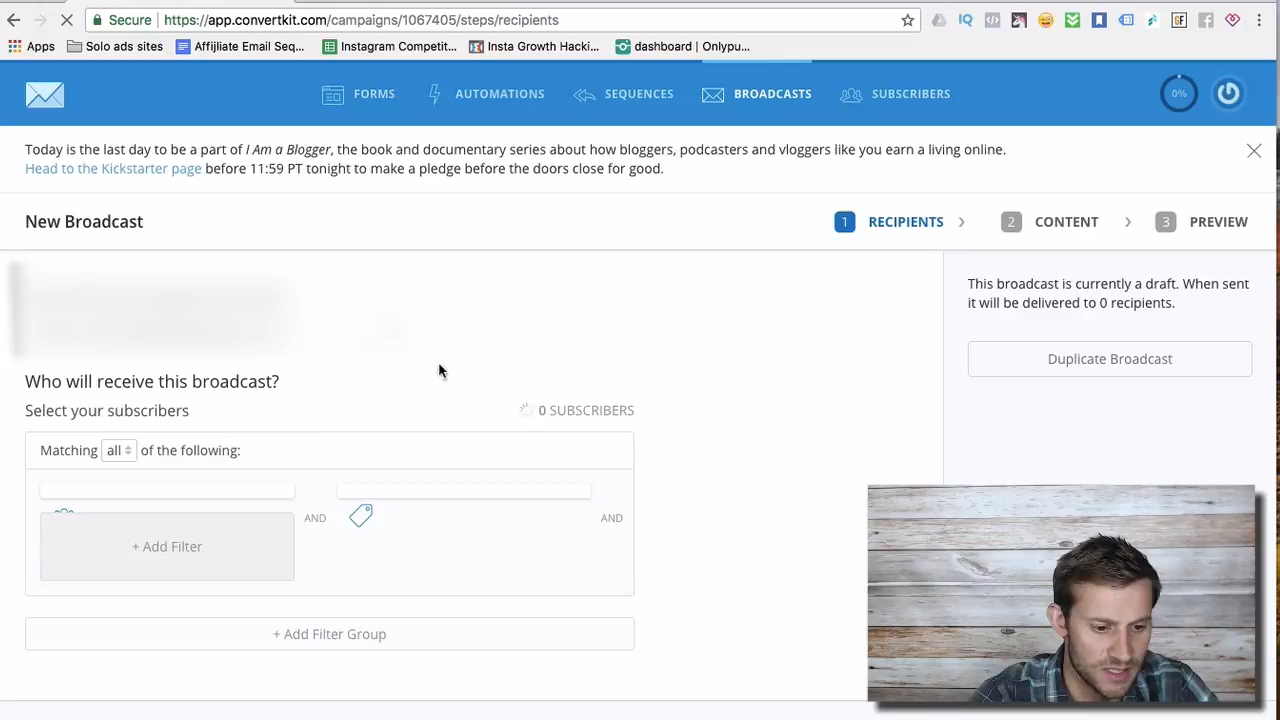 Secure https://app.convertkit.com/campaigns/1067405/steps/recipients
Apps Solo ads sites Affijliate Email Seq... Instagram Competit... Insta Growth Hacki... dashboard | Onlypu...
FORMS AUTOMATIONS SEQUENCES BROADCASTS SUBSCRIBERS 0%
Today is the last day to be a part of I Am a Blogger, the book and documentary series about how bloggers, podcasters and vloggers like you earn a living online.
Head to the Kickstarter page before 11:59 PT tonight to make a pledge before the doors close for good.
New Broadcast 1 RECIPIENTS 2 CONTENT 3 PREVIEW
This broadcast is currently a draft. When sent
it will be delivered to 0 recipients.
Duplicate Broadcast
Who will receive this broadcast?
Select your subscribers 0 SUBSCRIBERS
Matching all of the following:
AND AND
+ Add Filter
+ Add Filter Group